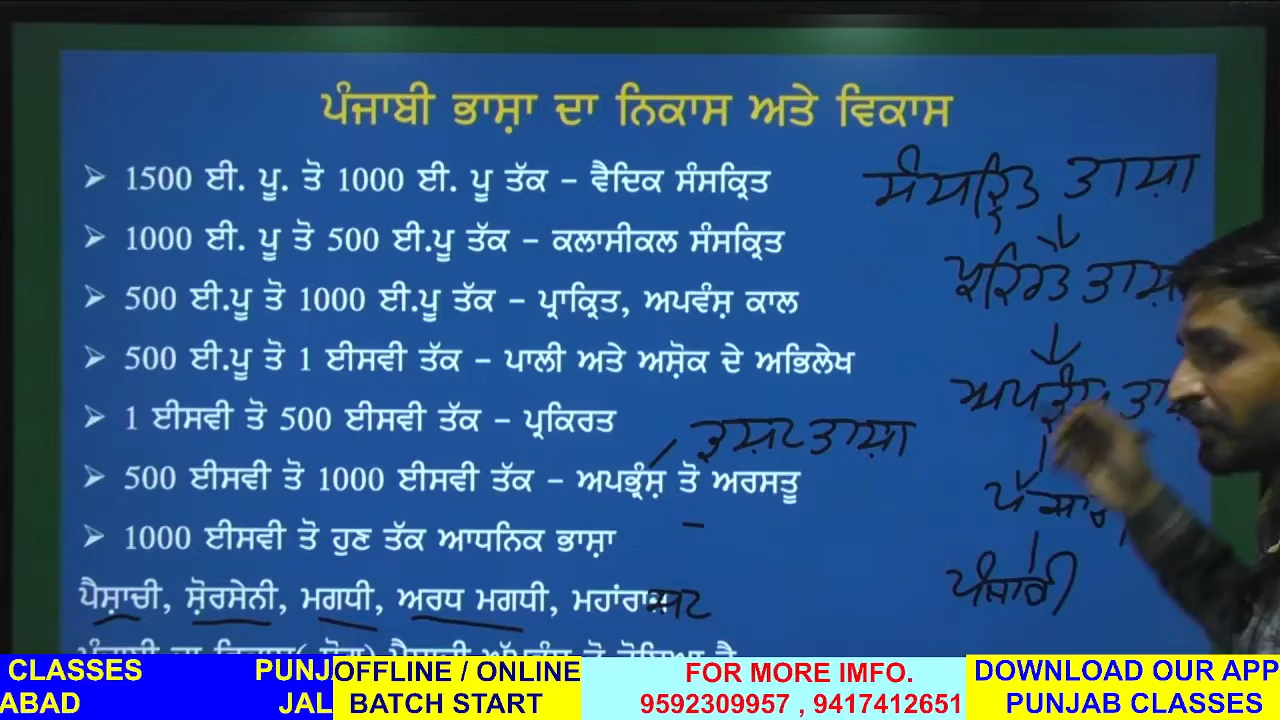 ਪੰਜਾਬੀ ਭਾਸ਼ਾ ਦਾ ਨਿਕਾਸ ਅਤੇ ਵਿਕਾਸ
➢ 1500 ਈ. ਪੂ. ਤੋ 1000 ਈ. ਪੂ ਤੱਕ – ਵੈਦਿਕ ਸੰਸਕ੍ਰਿਤ
➢ 1000 ਈ. ਪੂ ਤੋ 500 ਈ.ਪੂ ਤੱਕ – ਕਲਾਸੀਕਲ ਸੰਸਕ੍ਰਿਤ
➢ 500 ਈ.ਪੂ ਤੋ 1000 ਈ.ਪੂ ਤੱਕ – ਪ੍ਰਾਕ੍ਰਿਤ, ਅਪਵੰਸ਼ ਕਾਲ
➢ 500 ਈ.ਪੂ ਤੋ 1 ਈਸਵੀ ਤੱਕ – ਪਾਲੀ ਅਤੇ ਅਸ਼ੋਕ ਦੇ ਅਭਿਲੇਖ
➢ 1 ਈਸਵੀ ਤੋ 500 ਈਸਵੀ ਤੱਕ – ਪ੍ਰਕਿਰਤ
➢ 500 ਈਸਵੀ ਤੋ 1000 ਈਸਵੀ ਤੱਕ – ਅਪਭ੍ਰੰਸ਼ ਤੋ ਅਰਸਤੂ
➢ 1000 ਈਸਵੀ ਤੋ ਹੁਣ ਤੱਕ ਆਧਨਿਕ ਭਾਸ਼ਾ
ਪੈਸ਼ਾਚੀ, ਸ਼ੋਰਸੇਨੀ, ਮਗਧੀ, ਅਰਧ ਮਗਧੀ, ਮਹਾਂਰਾਸ਼ਟ
ਸੰਸਕ੍ਰਿਤ ਭਾਸ਼ਾ
ਭਾਸ਼ਾ
ਪੰਜਾਬੀ
CLASSES
ABAD
OFFLINE / ONLINE
BATCH START
FOR MORE IMFO.
9592309957 , 9417412651
DOWNLOAD OUR APP
PUNJAB CLASSES